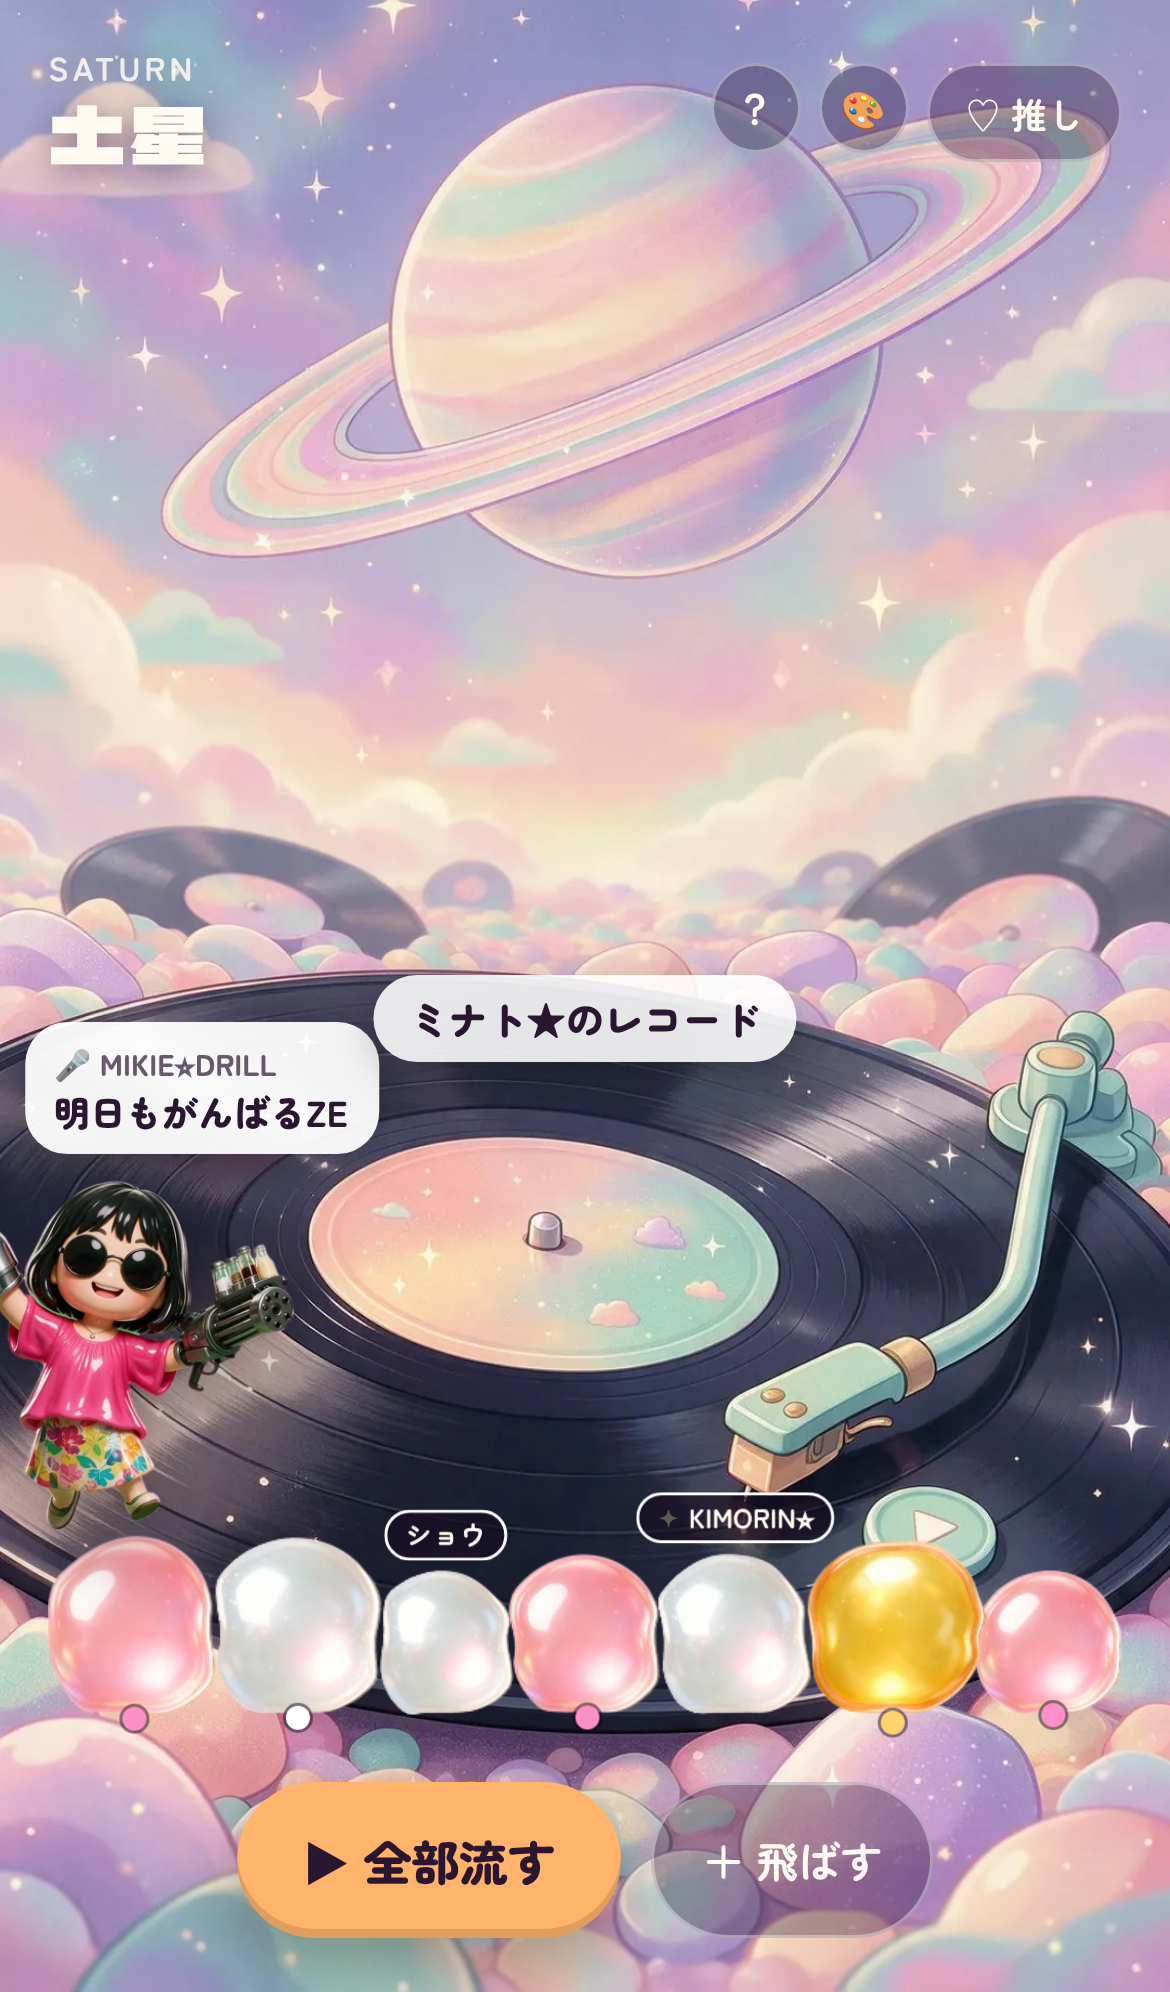 SATURN
土星
?
♡ 推し
ミナト★のレコード
🎤 MIKIE☆DRILL
明日もがんばるZE
ショウ
✦ KIMORIN☆
▶ 全部流す
＋ 飛ばす